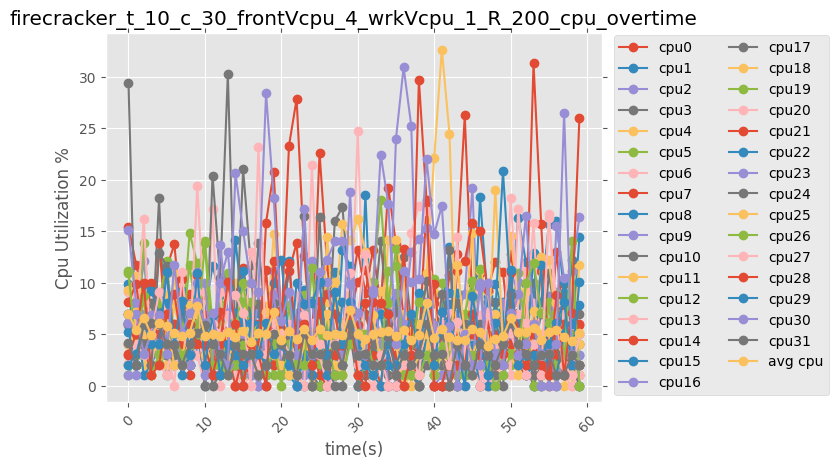 firecracker_t_10_c_30_frontVcpu_4_wrkVcpu_1_R_200_cpu_overtime
Cpu Utilization %
30
25
20
15
10
5
0
0
10
20
30
40
50
60
time(s)
cpu0
cpu1
cpu2
cpu3
cpu4
cpu5
cpu6
cpu7
cpu8
cpu9
cpu10
cpu11
cpu12
cpu13
cpu14
cpu15
cpu16
cpu17
cpu18
cpu19
cpu20
cpu21
cpu22
cpu23
cpu24
cpu25
cpu26
cpu27
cpu28
cpu29
cpu30
cpu31
avg cpu